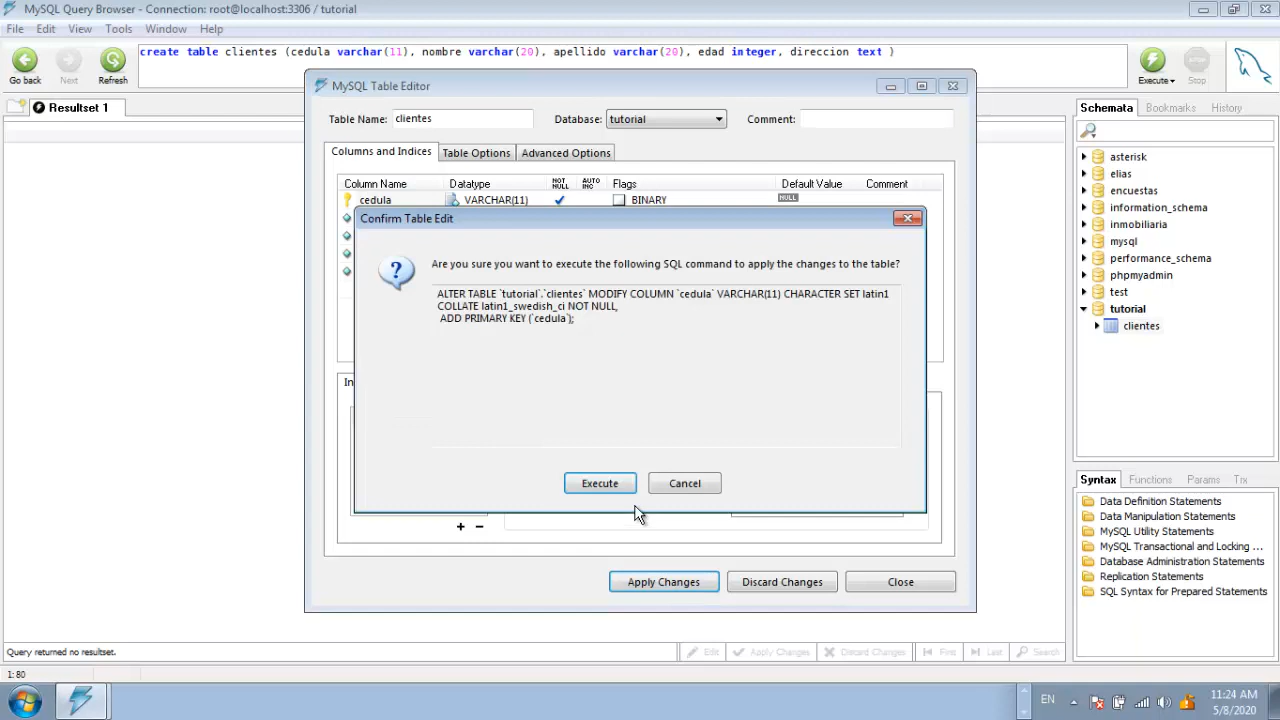 MySQL Query Browser - Connection: root@localhost:3306 / tutorial
File Edit View Tools Window Help
create table clientes (cedula varchar(11), nombre varchar(20), apellido varchar(20), edad integer, direccion text )
Go back Next Refresh Execute Stop
Resultset 1
MySQL Table Editor
Table Name: clientes Database: tutorial Comment:
Columns and Indices Table Options Advanced Options
Column Name Datatype NOT NULL AUTO INC Flags Default Value Comment
cedula VARCHAR(11) BINARY NULL
Confirm Table Edit
Are you sure you want to execute the following SQL command to apply the changes to the table?
ALTER TABLE `tutorial`.`clientes` MODIFY COLUMN `cedula` VARCHAR(11) CHARACTER SET latin1
COLLATE latin1_swedish_ci NOT NULL,
ADD PRIMARY KEY (`cedula`);
Execute Cancel
In
Apply Changes Discard Changes Close
Schemata Bookmarks History
asterisk
elias
encuestas
information_schema
inmobiliaria
mysql
performance_schema
phpmyadmin
test
tutorial
clientes
Syntax Functions Params Trx
Data Definition Statements
Data Manipulation Statements
MySQL Utility Statements
MySQL Transactional and Locking ...
Database Administration Statements
Replication Statements
SQL Syntax for Prepared Statements
Query returned no resultset.
Edit Apply Changes Discard Changes First Last Search
1: 80
EN
11:24 AM
5/8/2020